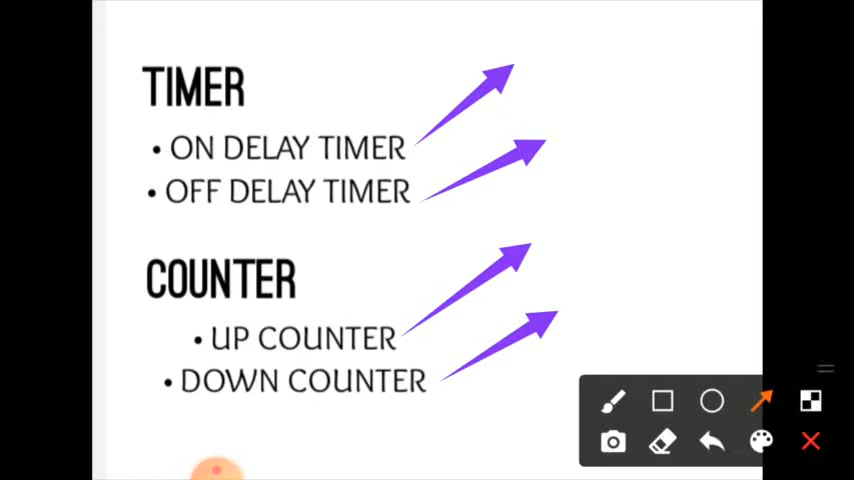 TIMER
• ON DELAY TIMER
• OFF DELAY TIMER
COUNTER
• UP COUNTER
• DOWN COUNTER